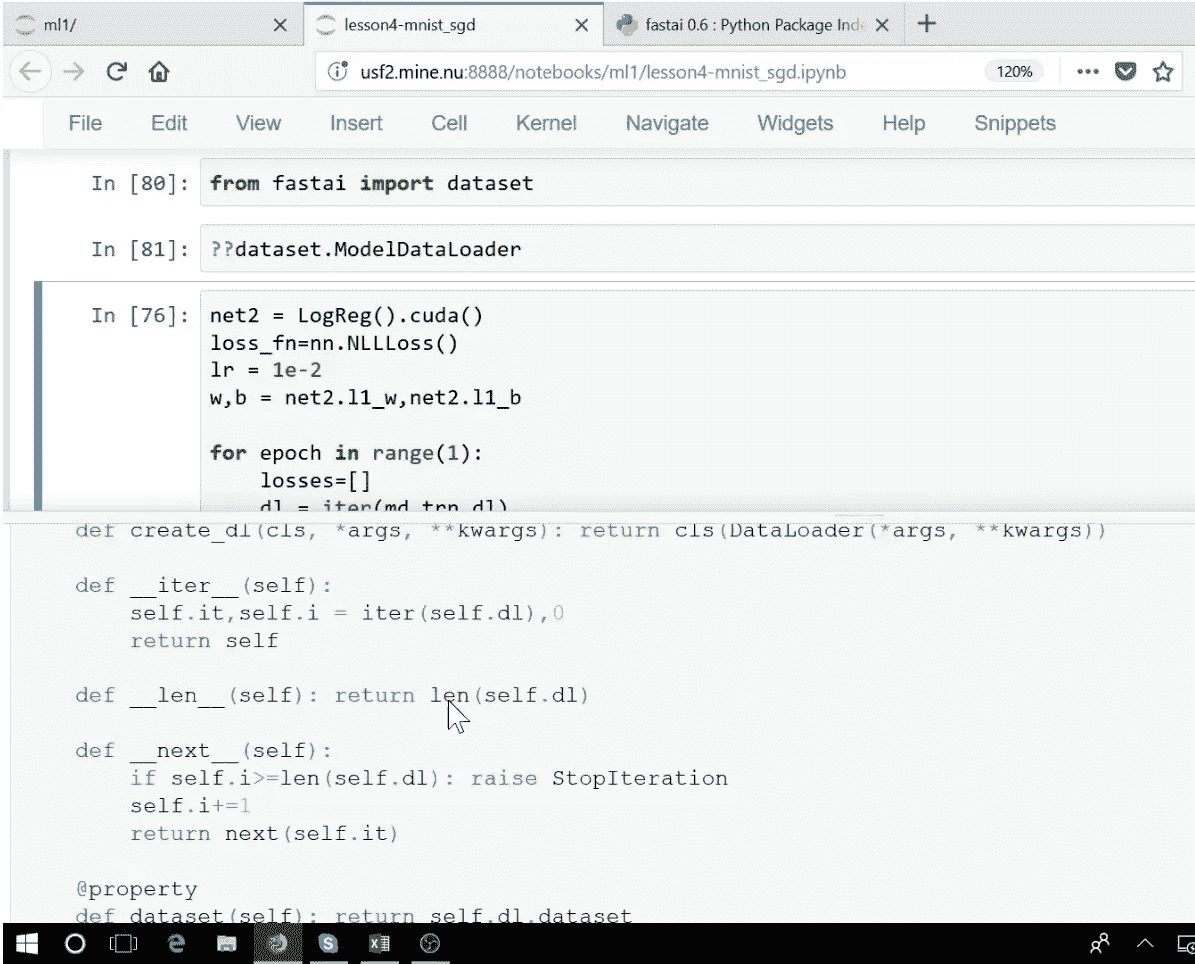 ml1/
lesson4-mnist_sgd
fastai 0.6 : Python Package Inde
usf2.mine.nu:8888/notebooks/ml1/lesson4-mnist_sgd.ipynb
120%
File Edit View Insert Cell Kernel Navigate Widgets Help Snippets
In [80]: from fastai import dataset
In [81]: ??dataset.ModelDataLoader
In [76]: net2 = LogReg().cuda()
loss_fn=nn.NLLLoss()
lr = 1e-2
w,b = net2.l1_w,net2.l1_b
for epoch in range(1):
losses=[]
dl = iter(md.trn_dl)
def create_dl(cls, *args, **kwargs): return cls(DataLoader(*args, **kwargs))
def __iter__(self):
self.it,self.i = iter(self.dl),0
return self
def __len__(self): return len(self.dl)
def __next__(self):
if self.i>=len(self.dl): raise StopIteration
self.i+=1
return next(self.it)
@property
def dataset(self): return self.dl.dataset